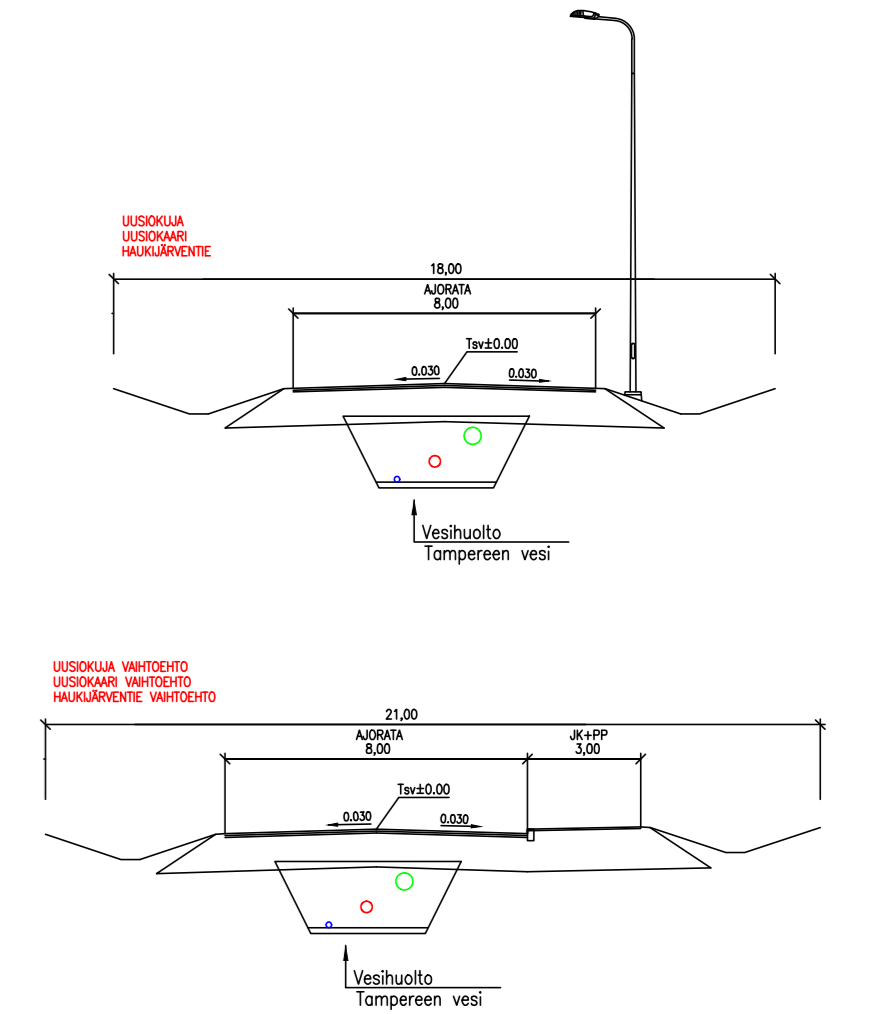 UUSIOKUJA
UUSIOKAARI
HAUKIJÄRVENTIE
18,00
AJORATA
8,00
Tsv±0.00
0.030
0.030
Vesihuolto
Tampereen vesi
UUSIOKUJA VAIHTOEHTO
UUSIOKAARI VAIHTOEHTO
HAUKIJÄRVENTIE VAIHTOEHTO
21,00
AJORATA
8,00
JK+PP
3,00
Tsv±0.00
0.030
0.030
Vesihuolto
Tampereen vesi